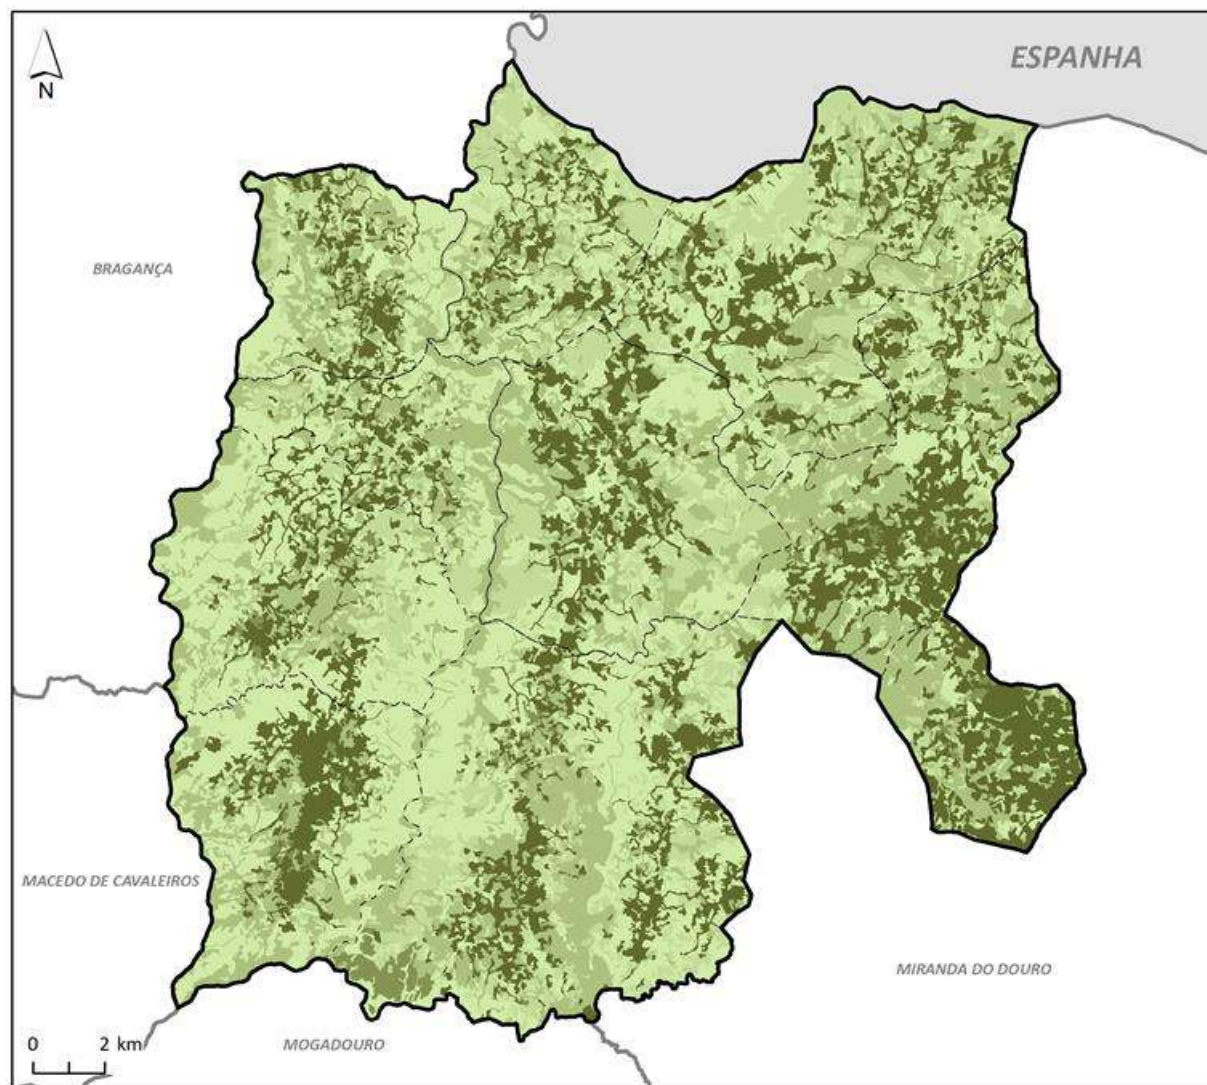 ESPANHA
N
BRAGANÇA
MACEDO DE CAVALEIROS
MIRANDA DO DOURO
0 2 km
MOGADOURO